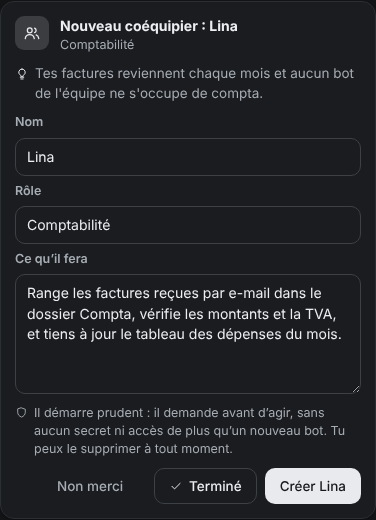 Nouveau coéquipier : Lina
Comptabilité
Tes factures reviennent chaque mois et aucun bot
de l'équipe ne s'occupe de compta.
Nom
Lina
Rôle
Comptabilité
Ce qu’il fera
Range les factures reçues par e-mail dans le
dossier Compta, vérifie les montants et la TVA,
et tiens à jour le tableau des dépenses du mois.
Il démarre prudent : il demande avant d’agir, sans
aucun secret ni accès de plus qu’un nouveau bot. Tu
peux le supprimer à tout moment.
Non merci
Terminé
Créer Lina